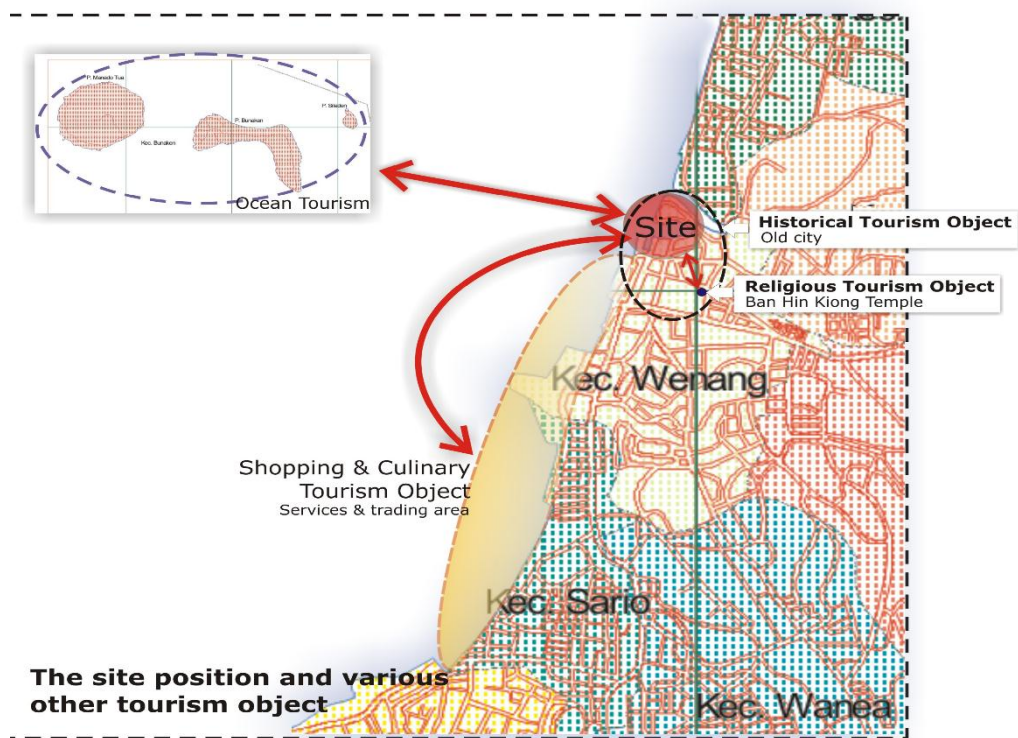 P. Manado Tua
P. Siladen
P. Bunaken
Kec. Bunaken
Ocean Tourism
Site
Historical Tourism Object
Old city
Religious Tourism Object
Ban Hin Kiong Temple
Kec. Wenang
Shopping & Culinary
Tourism Object
Services & trading area
Kec. Sario
The site position and various
other tourism object
Kec. Wanea